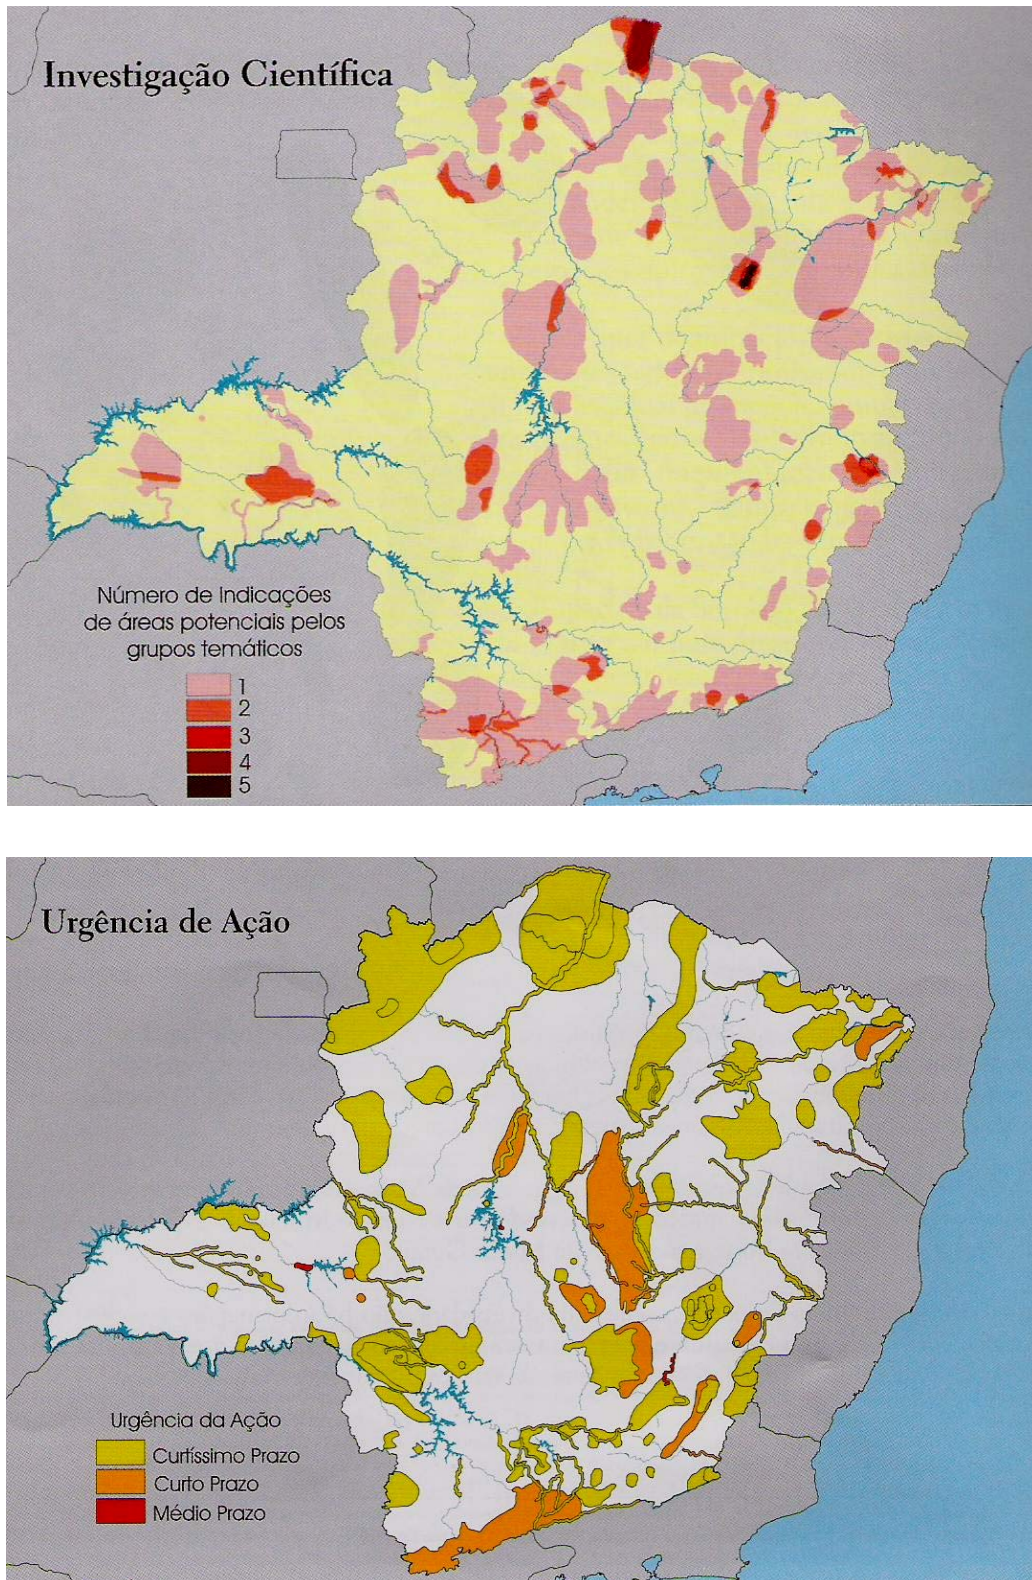 Investigação Científica
Número de Indicações
de áreas potenciais pelos
grupos temáticos
1
2
3
4
5
Urgência de Ação
Urgência da Ação
Curtíssimo Prazo
Curto Prazo
Médio Prazo